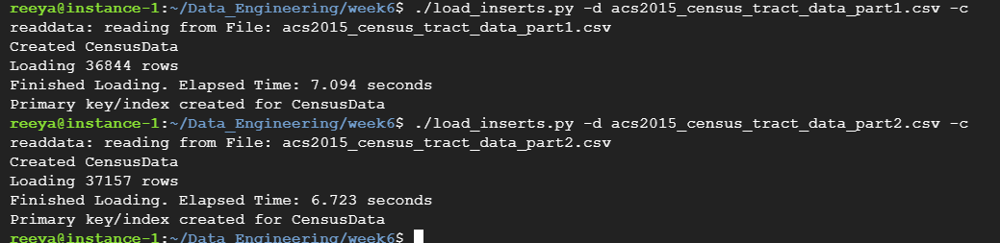 reeya@instance-1:~/Data_Engineering/week6$ ./load_inserts.py -d acs2015_census_tract_data_part1.csv -c
readdata: reading from File: acs2015_census_tract_data_part1.csv
Created CensusData
Loading 36844 rows
Finished Loading. Elapsed Time: 7.094 seconds
Primary key/index created for CensusData
reeya@instance-1:~/Data_Engineering/week6$ ./load_inserts.py -d acs2015_census_tract_data_part2.csv -c
readdata: reading from File: acs2015_census_tract_data_part2.csv
Created CensusData
Loading 37157 rows
Finished Loading. Elapsed Time: 6.723 seconds
Primary key/index created for CensusData
reeya@instance-1:~/Data_Engineering/week6$